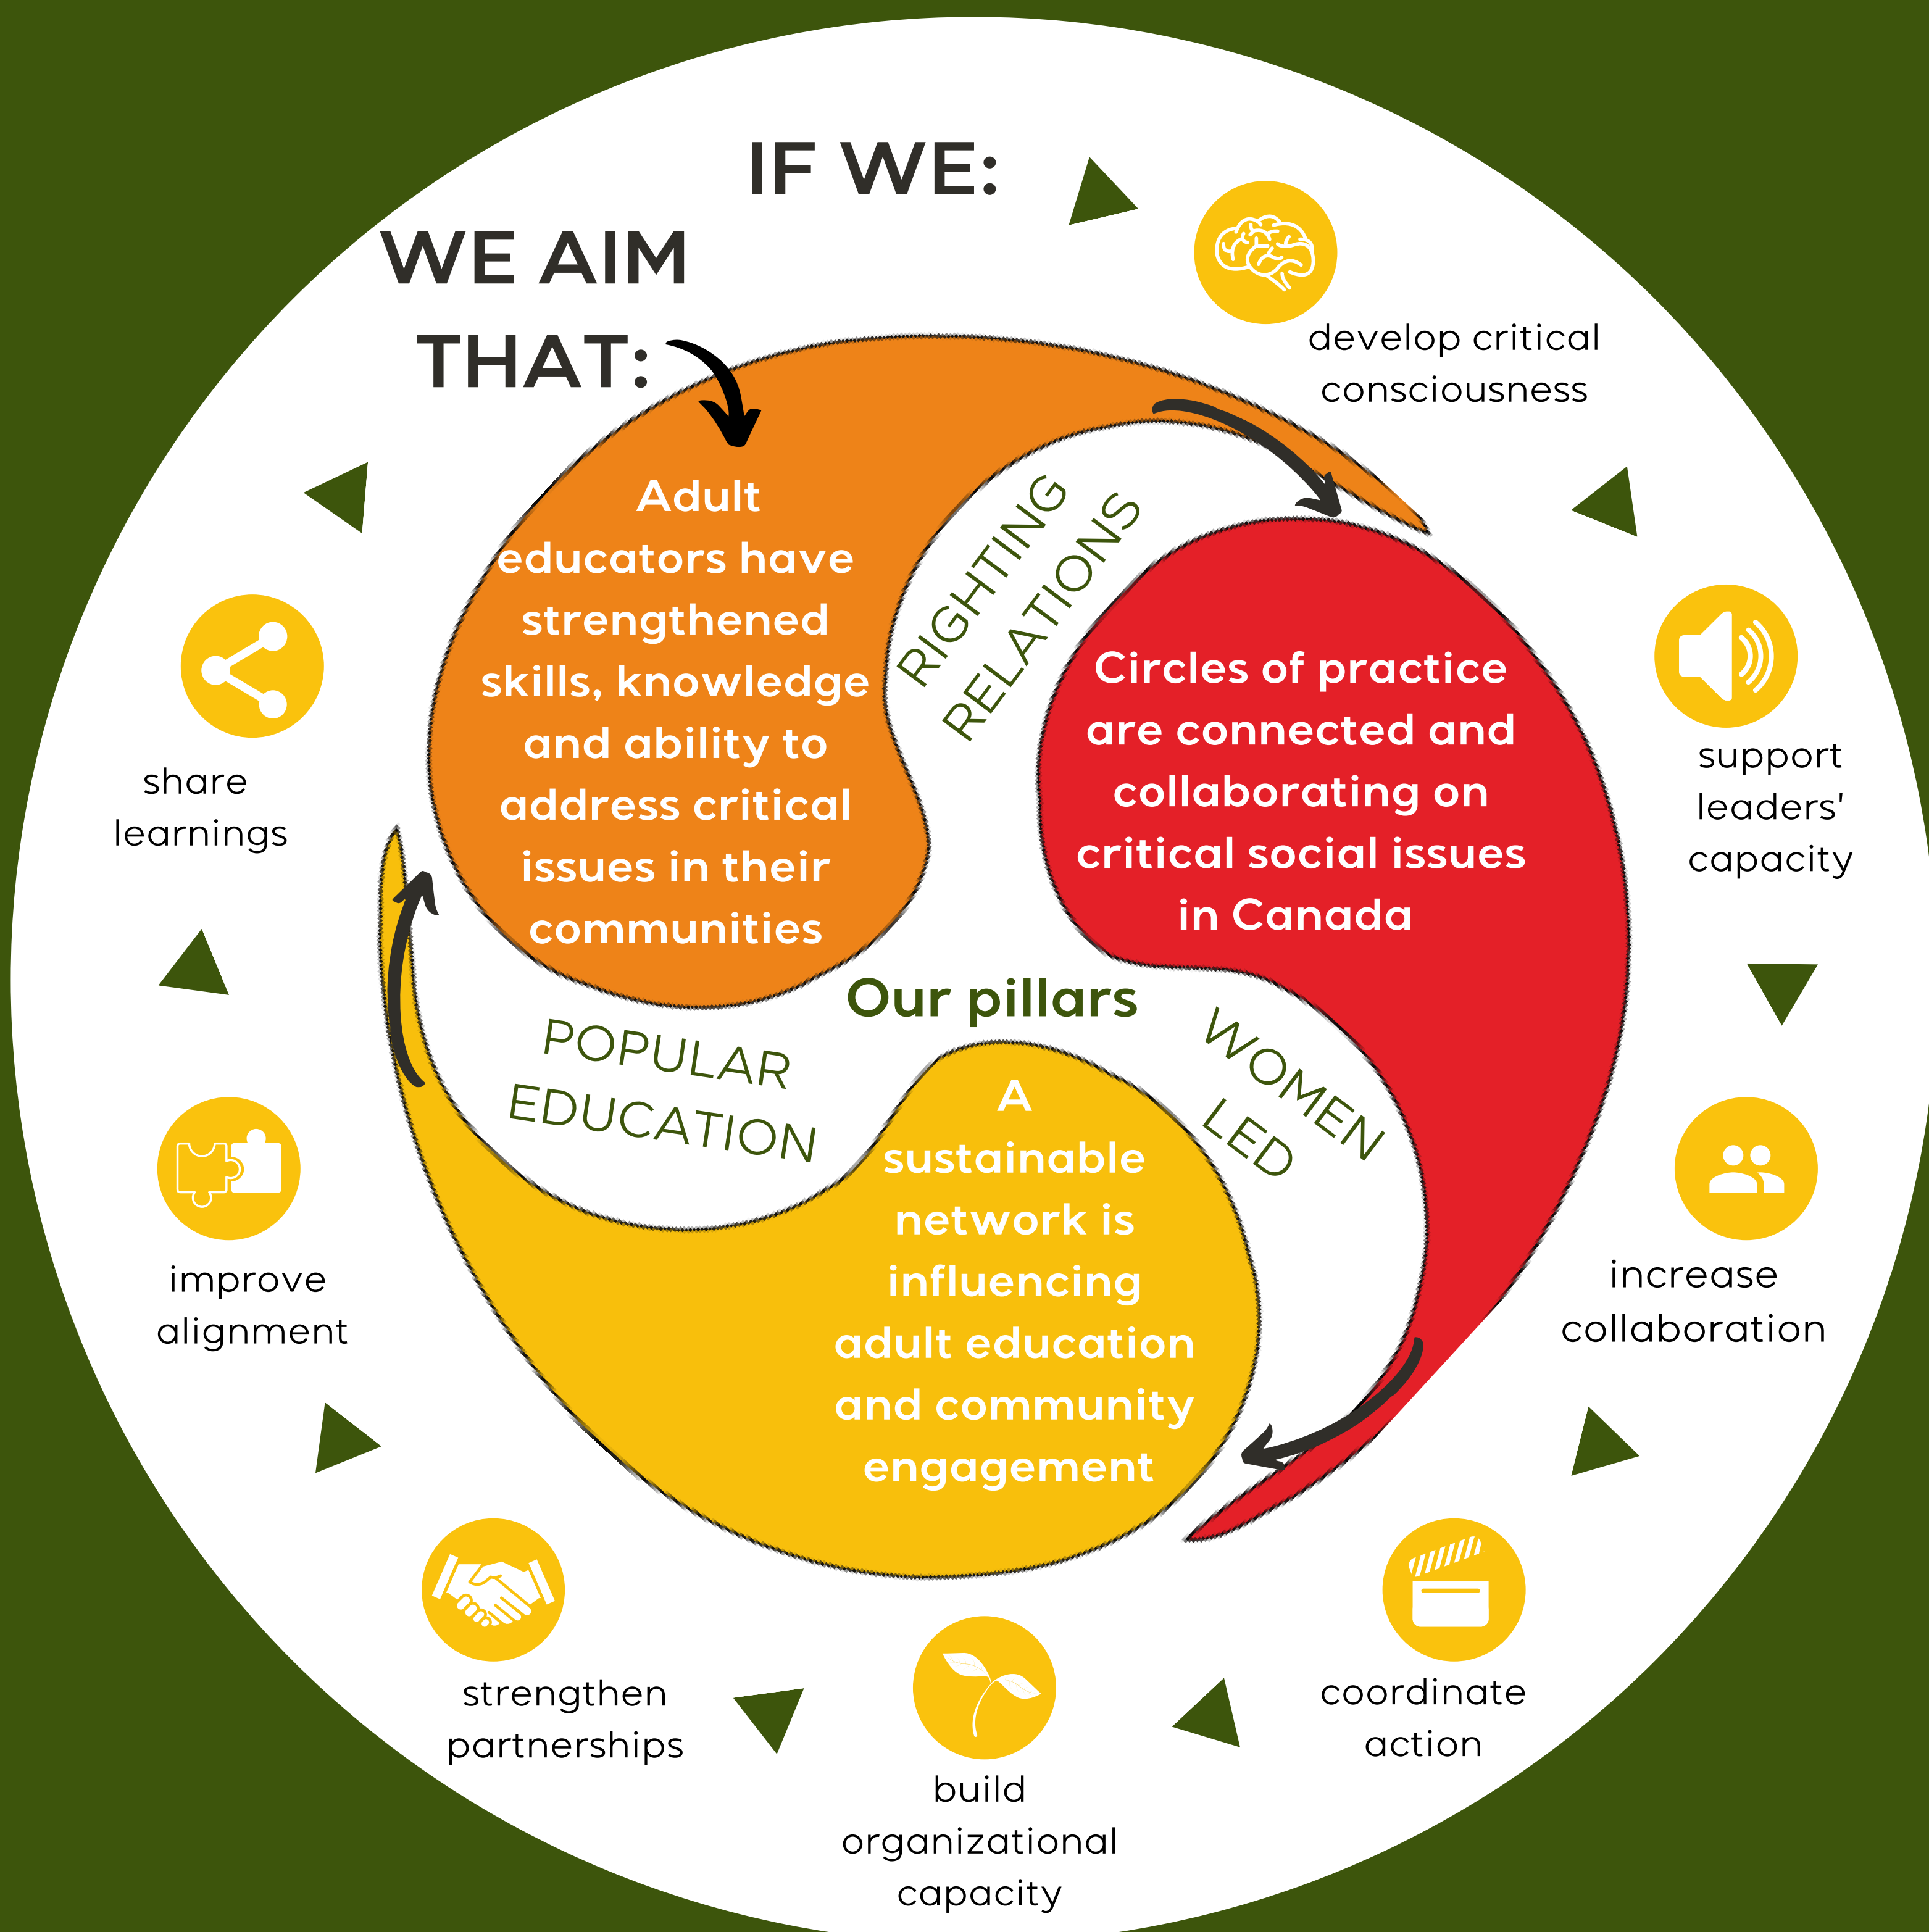 IF WE:
WE AIM
THAT:
develop critical
consciousness
support
leaders'
capacity
increase
collaboration
coordinate
action
build
organizational
capacity
strengthen
partnerships
improve
alignment
share
learnings
Adult
educators have
strengthened
skills, knowledge
and ability to
address critical
issues in their
communities
RIGHTING
RELATIONS
Circles of practice
are connected and
collaborating on
critical social issues
in Canada
Our pillars
WOMEN
LED
POPULAR
EDUCATION
A
sustainable
network is
influencing
adult education
and community
engagement